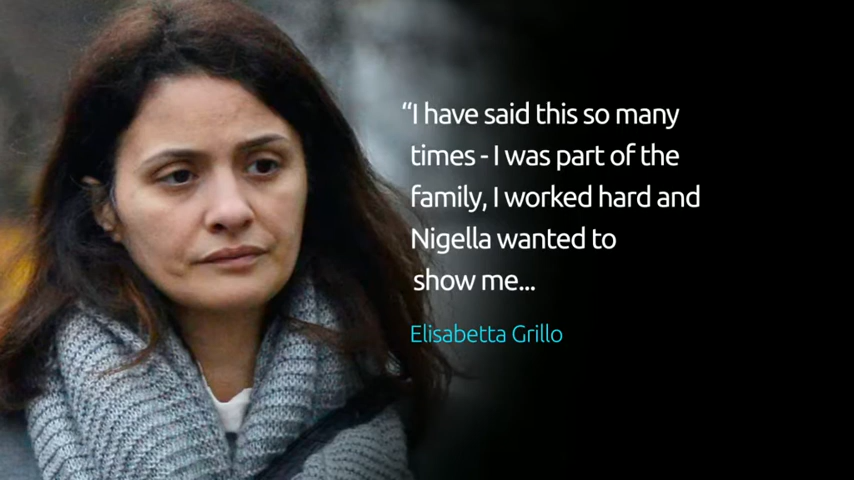 “I have said this so many
times - I was part of the
family, I worked hard and
Nigella wanted to
show me...
Elisabetta Grillo